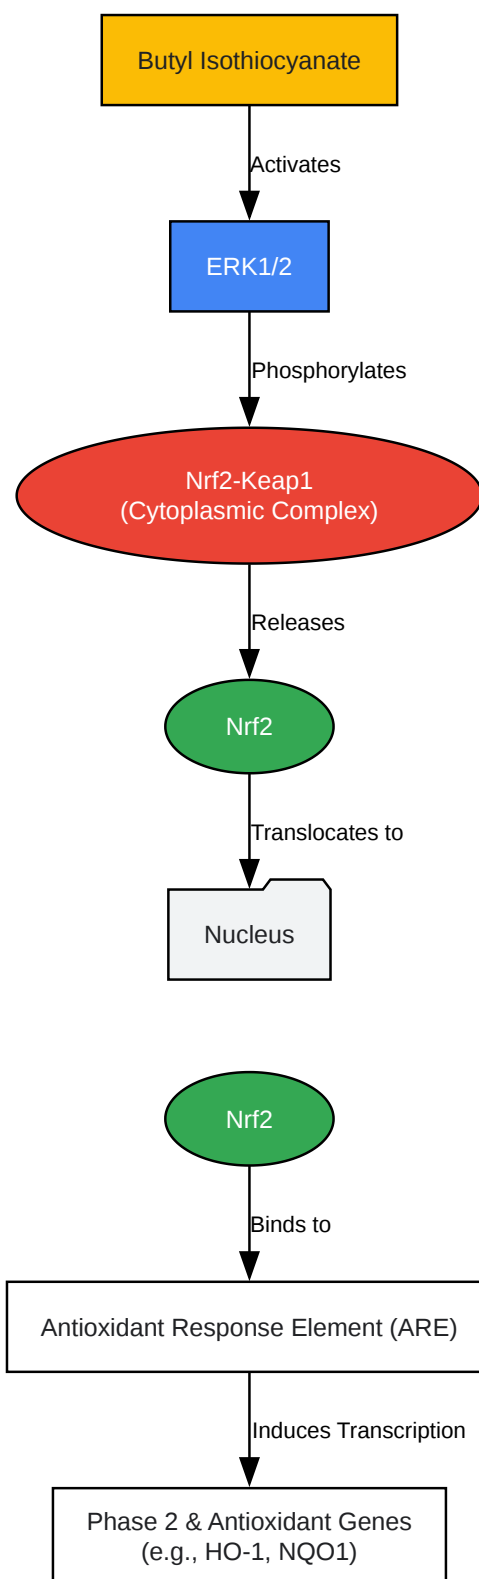 Butyl Isothiocyanate
Activates
ERK1/2
Phosphorylates
Nrf2-Keap1
(Cytoplasmic Complex)
Releases
Nrf2
Translocates to
Nucleus
Nrf2
Binds to
Antioxidant Response Element (ARE)
Induces Transcription
Phase 2 & Antioxidant Genes
(e.g., HO-1, NQO1)